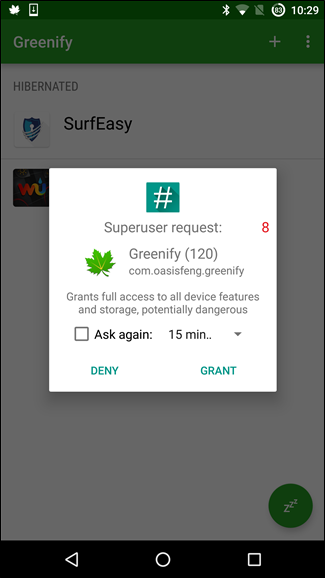 83 10:29
Greenify
HIBERNATED
SurfEasy
#
Superuser request: 8
Greenify (120)
com.oasisfeng.greenify
Grants full access to all device features
and storage, potentially dangerous
Ask again: 15 min..
DENY GRANT
zzz